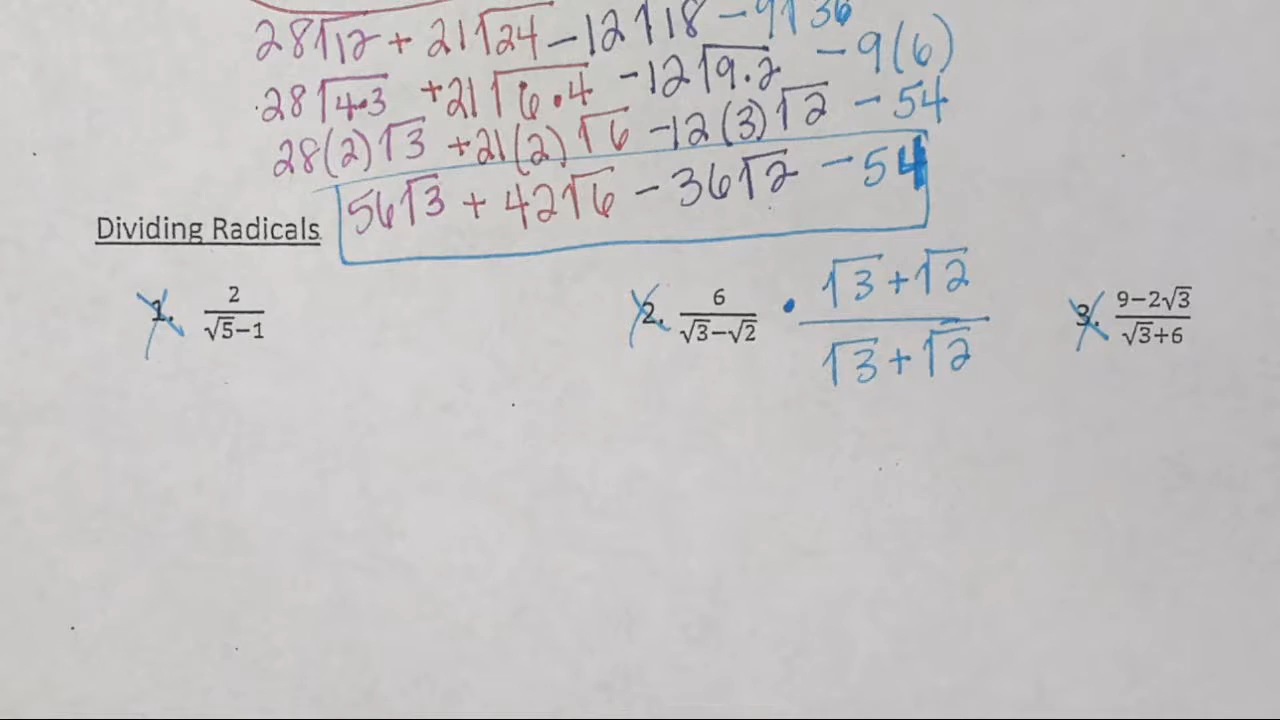 28√12 + 21√24 - 12√18 - 9√36
28√4·3 + 21√6·4 - 12√9·2 - 9(6)
28(2)√3 + 21(2)√6 - 12(3)√2 - 54
56√3 + 42√6 - 36√2 - 54
Dividing Radicals
1. 2/(√5−1)
2. 6/(√3−√2) · (√3+√2)/(√3+√2)
3. (9−2√3)/(√3+6)